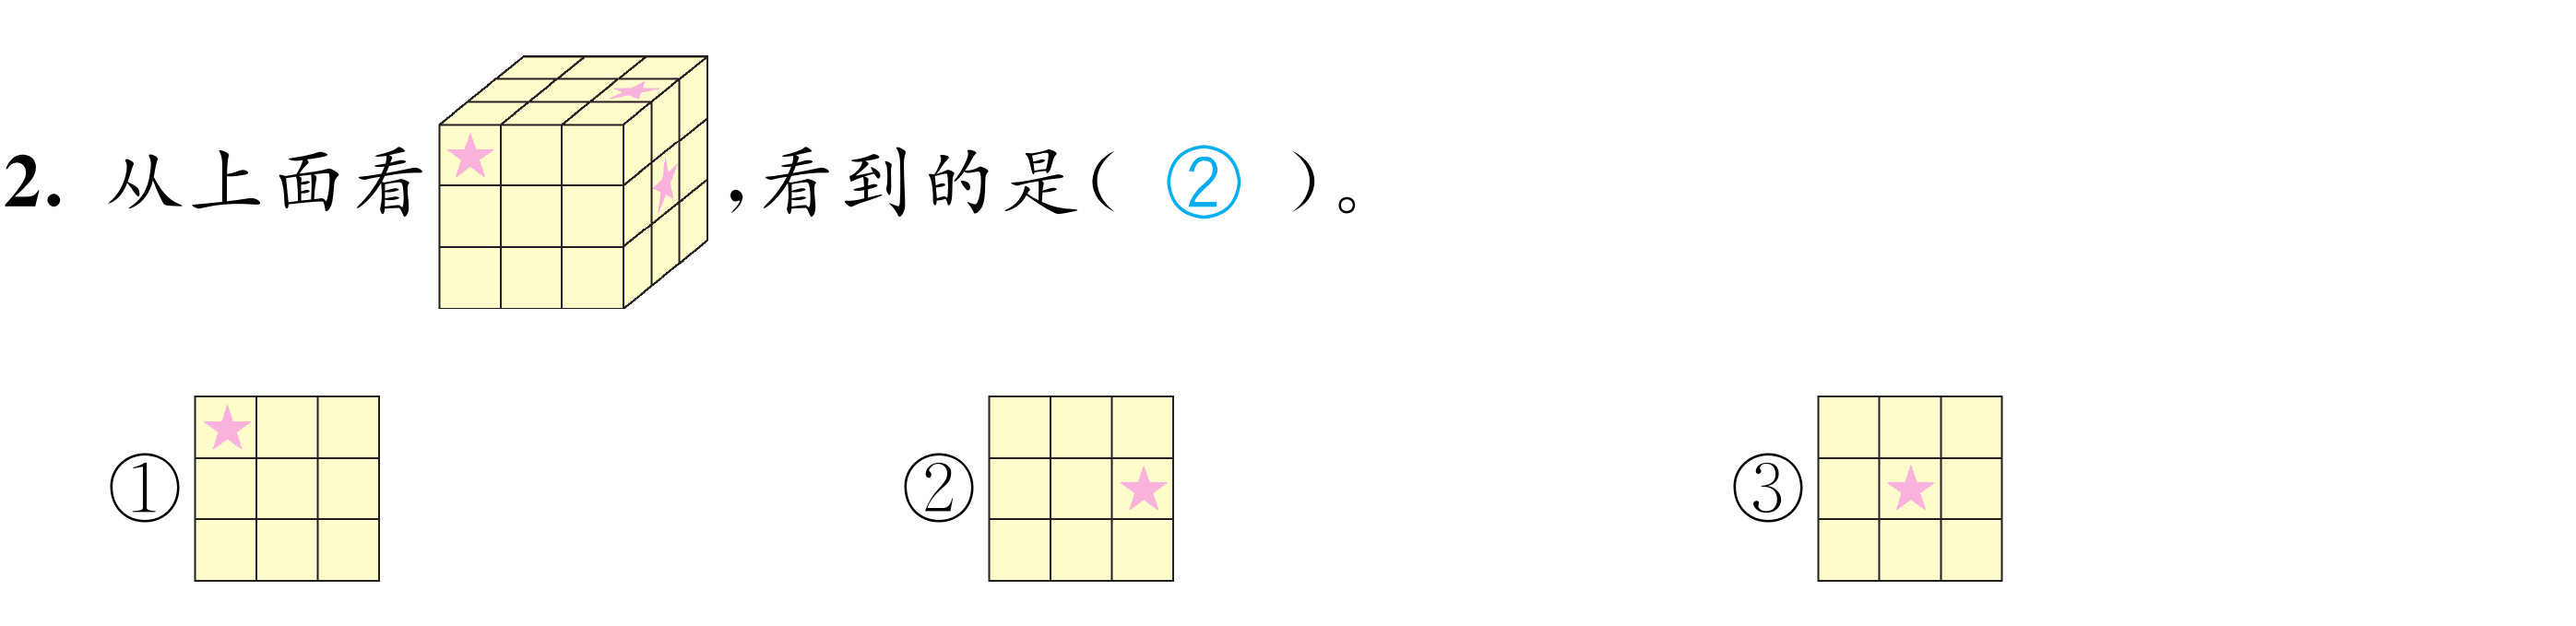 2. 从上面看,看到的是( ② )。
① ② ③